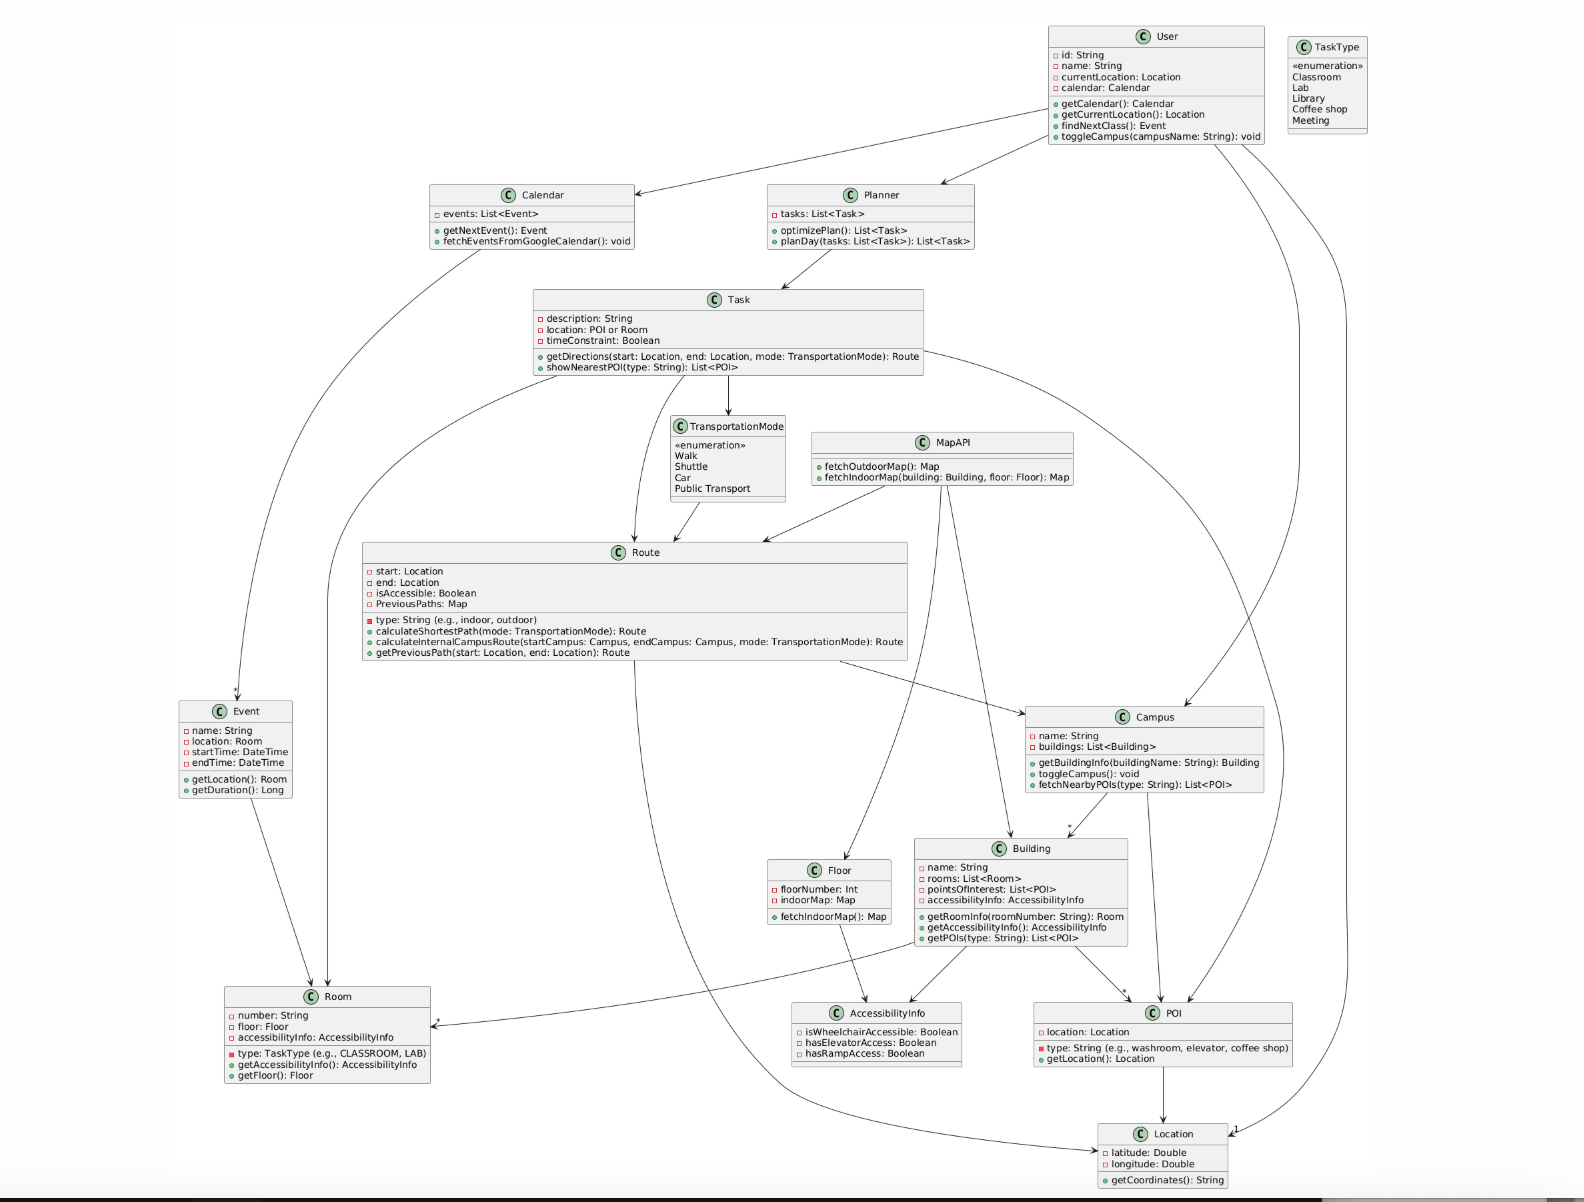 C User
id: String
name: String
currentLocation: Location
calendar: Calendar
getCalendar(): Calendar
getCurrentLocation(): Location
findNextClass(): Event
toggleCampus(campusName: String): void
C TaskType
«enumeration»
Classroom
Lab
Library
Coffee shop
Meeting
C Calendar
events: List<Event>
getNextEvent(): Event
fetchEventsFromGoogleCalendar(): void
C Planner
tasks: List<Task>
optimizePlan(): List<Task>
planDay(tasks: List<Task>): List<Task>
C Task
description: String
location: POI or Room
timeConstraint: Boolean
getDirections(start: Location, end: Location, mode: TransportationMode): Route
showNearestPOI(type: String): List<POI>
C TransportationMode
«enumeration»
Walk
Shuttle
Car
Public Transport
C MapAPI
fetchOutdoorMap(): Map
fetchIndoorMap(building: Building, floor: Floor): Map
C Route
start: Location
end: Location
isAccessible: Boolean
PreviousPaths: Map
type: String (e.g., indoor, outdoor)
calculateShortestPath(mode: TransportationMode): Route
calculateInternalCampusRoute(startCampus: Campus, endCampus: Campus, mode: TransportationMode): Route
getPreviousPath(start: Location, end: Location): Route
*
C Event
name: String
location: Room
startTime: DateTime
endTime: DateTime
getLocation(): Room
getDuration(): Long
C Campus
name: String
buildings: List<Building>
getBuildingInfo(buildingName: String): Building
toggleCampus(): void
fetchNearbyPOIs(type: String): List<POI>
*
C Floor
floorNumber: Int
indoorMap: Map
fetchIndoorMap(): Map
C Building
name: String
rooms: List<Room>
pointsOfInterest: List<POI>
accessibilityInfo: AccessibilityInfo
getRoomInfo(roomNumber: String): Room
getAccessibilityInfo(): AccessibilityInfo
getPOIs(type: String): List<POI>
*
*
C Room
number: String
floor: Floor
accessibilityInfo: AccessibilityInfo
type: TaskType (e.g., CLASSROOM, LAB)
getAccessibilityInfo(): AccessibilityInfo
getFloor(): Floor
C AccessibilityInfo
isWheelchairAccessible: Boolean
hasElevatorAccess: Boolean
hasRampAccess: Boolean
C POI
location: Location
type: String (e.g., washroom, elevator, coffee shop)
getLocation(): Location
1
C Location
latitude: Double
longitude: Double
getCoordinates(): String